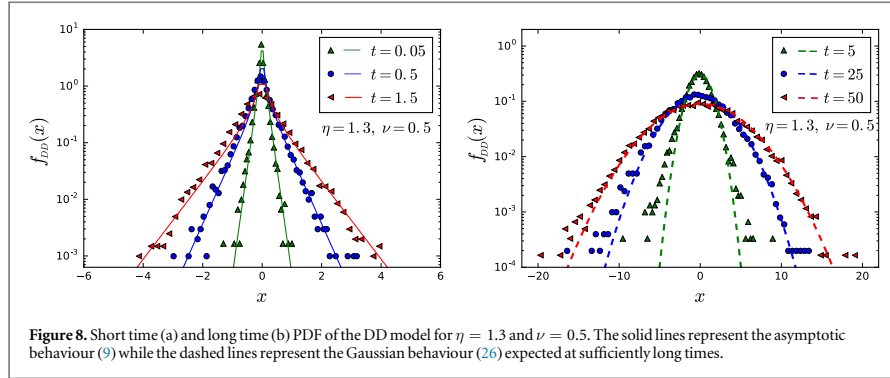 10^1
10^0
10^-1
10^-2
10^-3
f_DD(x)
−6 −4 −2 0 2 4 6
x
t = 0.05
t = 0.5
t = 1.5
η = 1.3, ν = 0.5
10^0
10^-1
10^-2
10^-3
10^-4
f_DD(x)
−20 −10 0 10 20
x
t = 5
t = 25
t = 50
η = 1.3, ν = 0.5
Figure 8. Short time (a) and long time (b) PDF of the DD model for η = 1.3 and ν = 0.5. The solid lines represent the asymptotic
behaviour (9) while the dashed lines represent the Gaussian behaviour (26) expected at sufficiently long times.